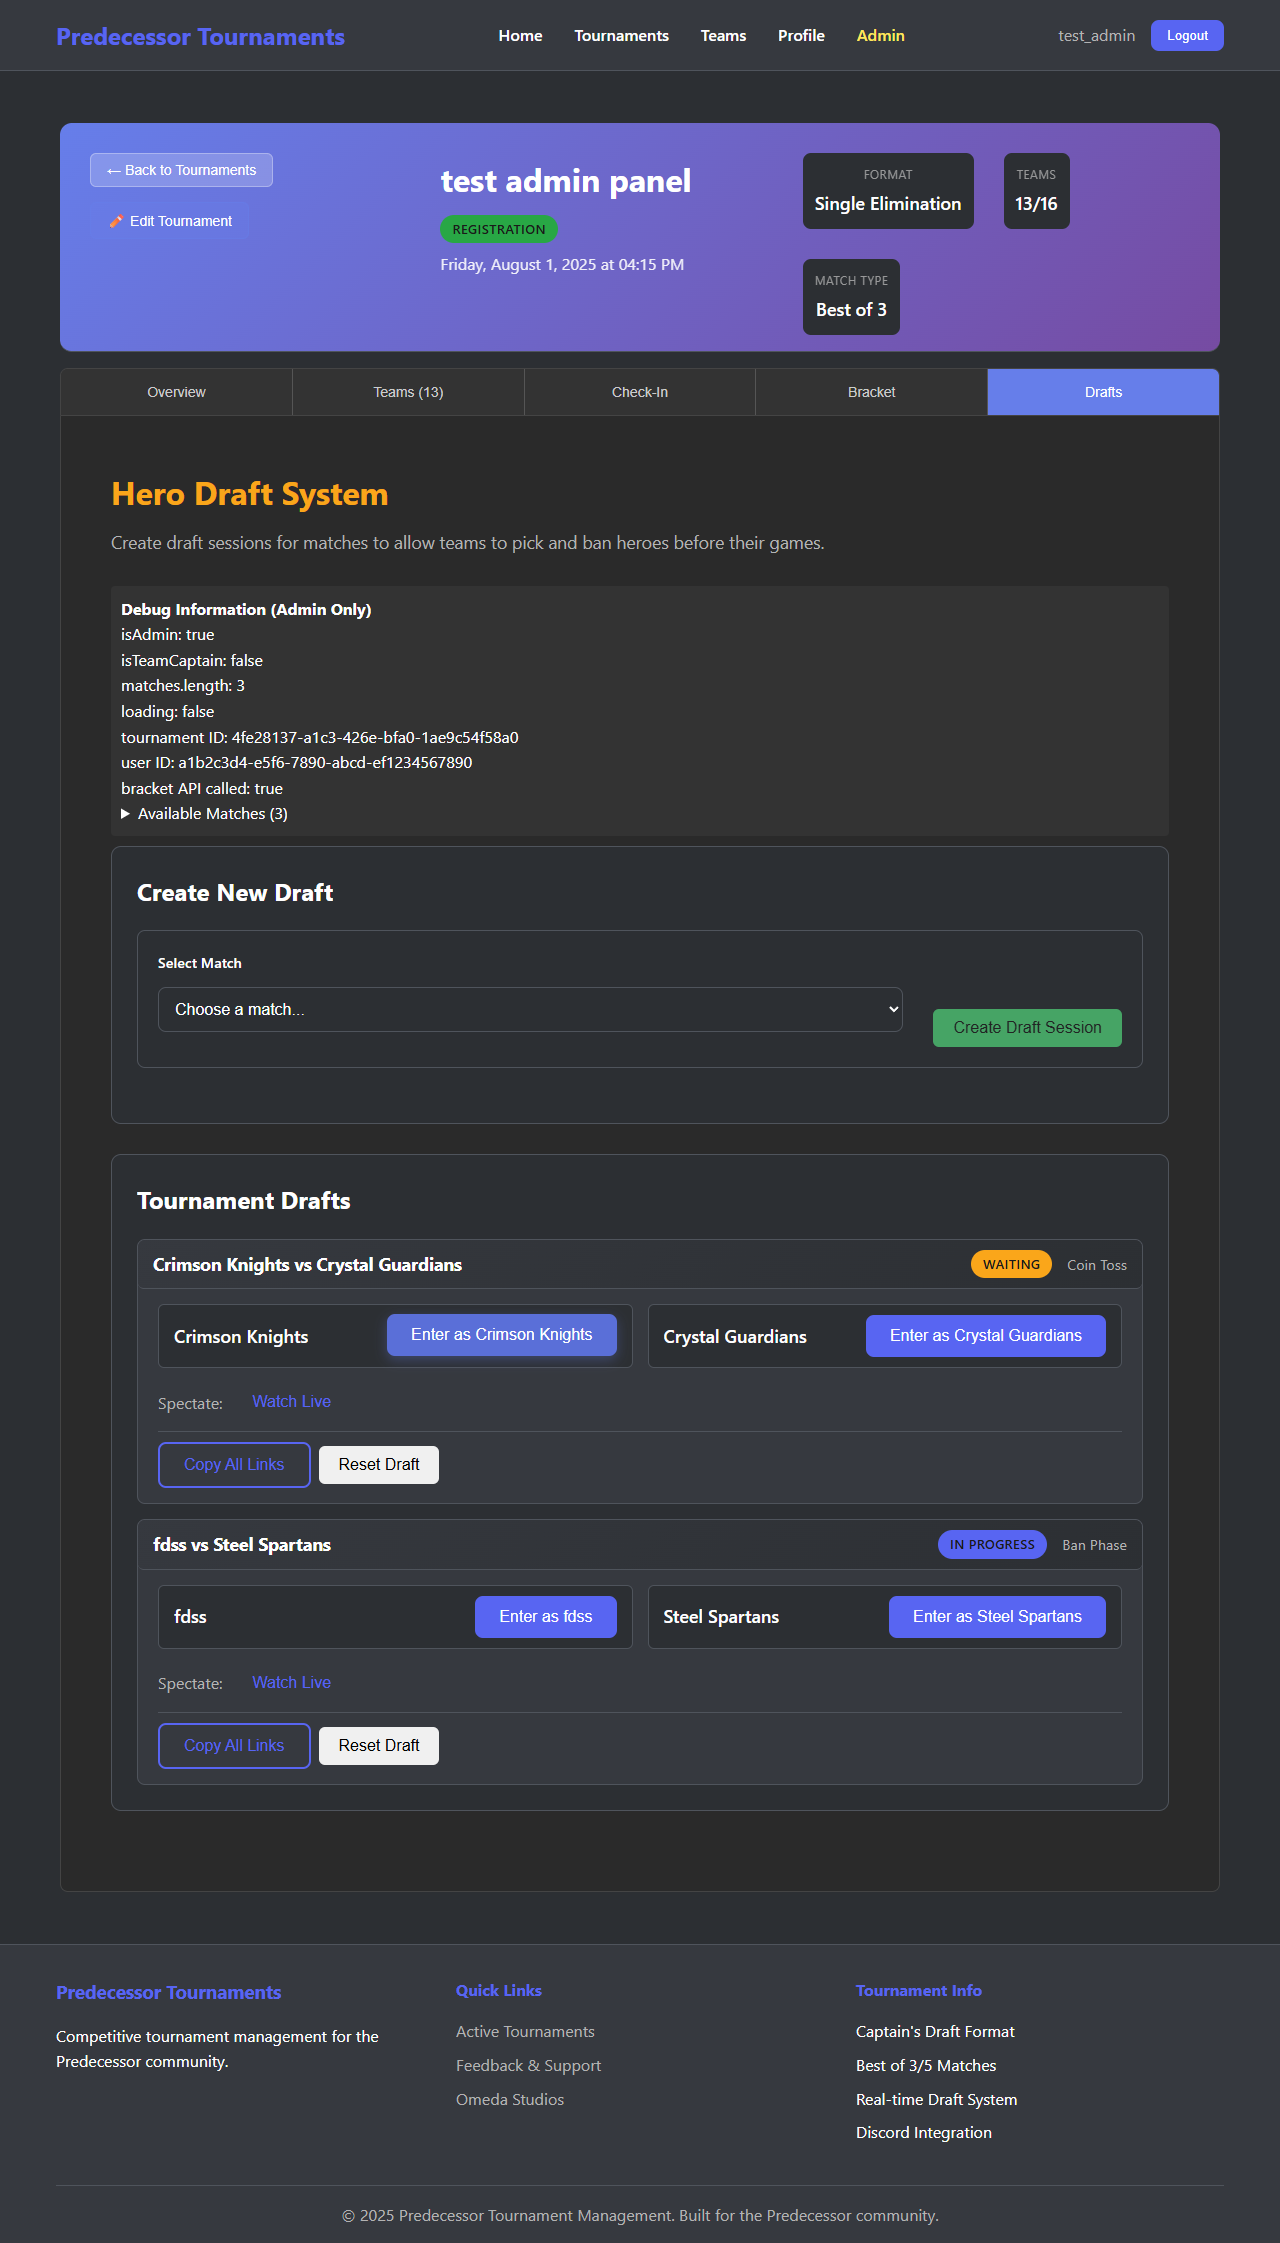 Predecessor Tournaments
Home
Tournaments
Teams
Profile
Admin
test_admin
Logout
← Back to Tournaments
Edit Tournament
test admin panel
REGISTRATION
Friday, August 1, 2025 at 04:15 PM
FORMAT
Single Elimination
TEAMS
13/16
MATCH TYPE
Best of 3
Overview
Teams (13)
Check-In
Bracket
Drafts
Hero Draft System
Create draft sessions for matches to allow teams to pick and ban heroes before their games.
Debug Information (Admin Only)
isAdmin: true
isTeamCaptain: false
matches.length: 3
loading: false
tournament ID: 4fe28137-a1c3-426e-bfa0-1ae9c54f58a0
user ID: a1b2c3d4-e5f6-7890-abcd-ef1234567890
bracket API called: true
▶ Available Matches (3)
Create New Draft
Select Match
Choose a match...
Create Draft Session
Tournament Drafts
Crimson Knights vs Crystal Guardians
WAITING
Coin Toss
Crimson Knights
Enter as Crimson Knights
Crystal Guardians
Enter as Crystal Guardians
Spectate:
Watch Live
Copy All Links
Reset Draft
fdss vs Steel Spartans
IN PROGRESS
Ban Phase
fdss
Enter as fdss
Steel Spartans
Enter as Steel Spartans
Spectate:
Watch Live
Copy All Links
Reset Draft
Predecessor Tournaments
Competitive tournament management for the
Predecessor community.
Quick Links
Active Tournaments
Feedback & Support
Omeda Studios
Tournament Info
Captain's Draft Format
Best of 3/5 Matches
Real-time Draft System
Discord Integration
© 2025 Predecessor Tournament Management. Built for the Predecessor community.